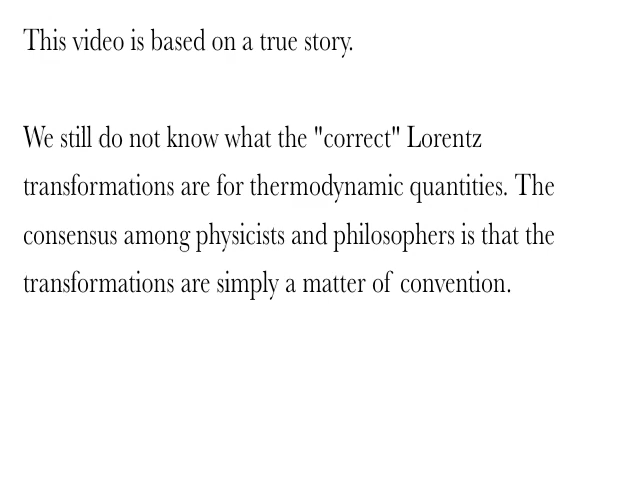 This video is based on a true story.
We still do not know what the "correct" Lorentz
transformations are for thermodynamic quantities. The
consensus among physicists and philosophers is that the
transformations are simply a matter of convention.